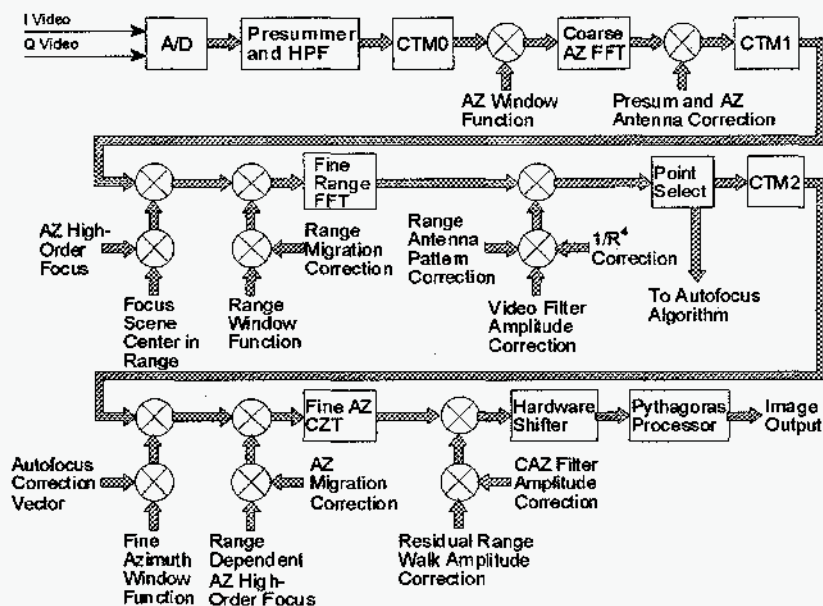 I Video
Q Video
A/D
Presummer
and HPF
CTM0
Coarse
AZ FFT
CTM1
AZ Window
Function
Presum and AZ
Antenna Correction
Fine
Range
FFT
Point
Select
CTM2
AZ High-
Order
Focus
Range
Migration
Correction
Range
Antenna
Pattern
Correction
1/R⁴
Correction
Focus
Scene
Center in
Range
Range
Window
Function
Video Filter
Amplitude
Correction
To Autofocus
Algorithm
Fine AZ
CZT
Hardware
Shifter
Pythagoras
Processor
Image
Output
Autofocus
Correction
Vector
AZ
Migration
Correction
CAZ Filter
Amplitude
Correction
Fine
Azimuth
Window
Function
Range
Dependent
AZ High-
Order Focus
Residual Range
Walk Amplitude
Correction